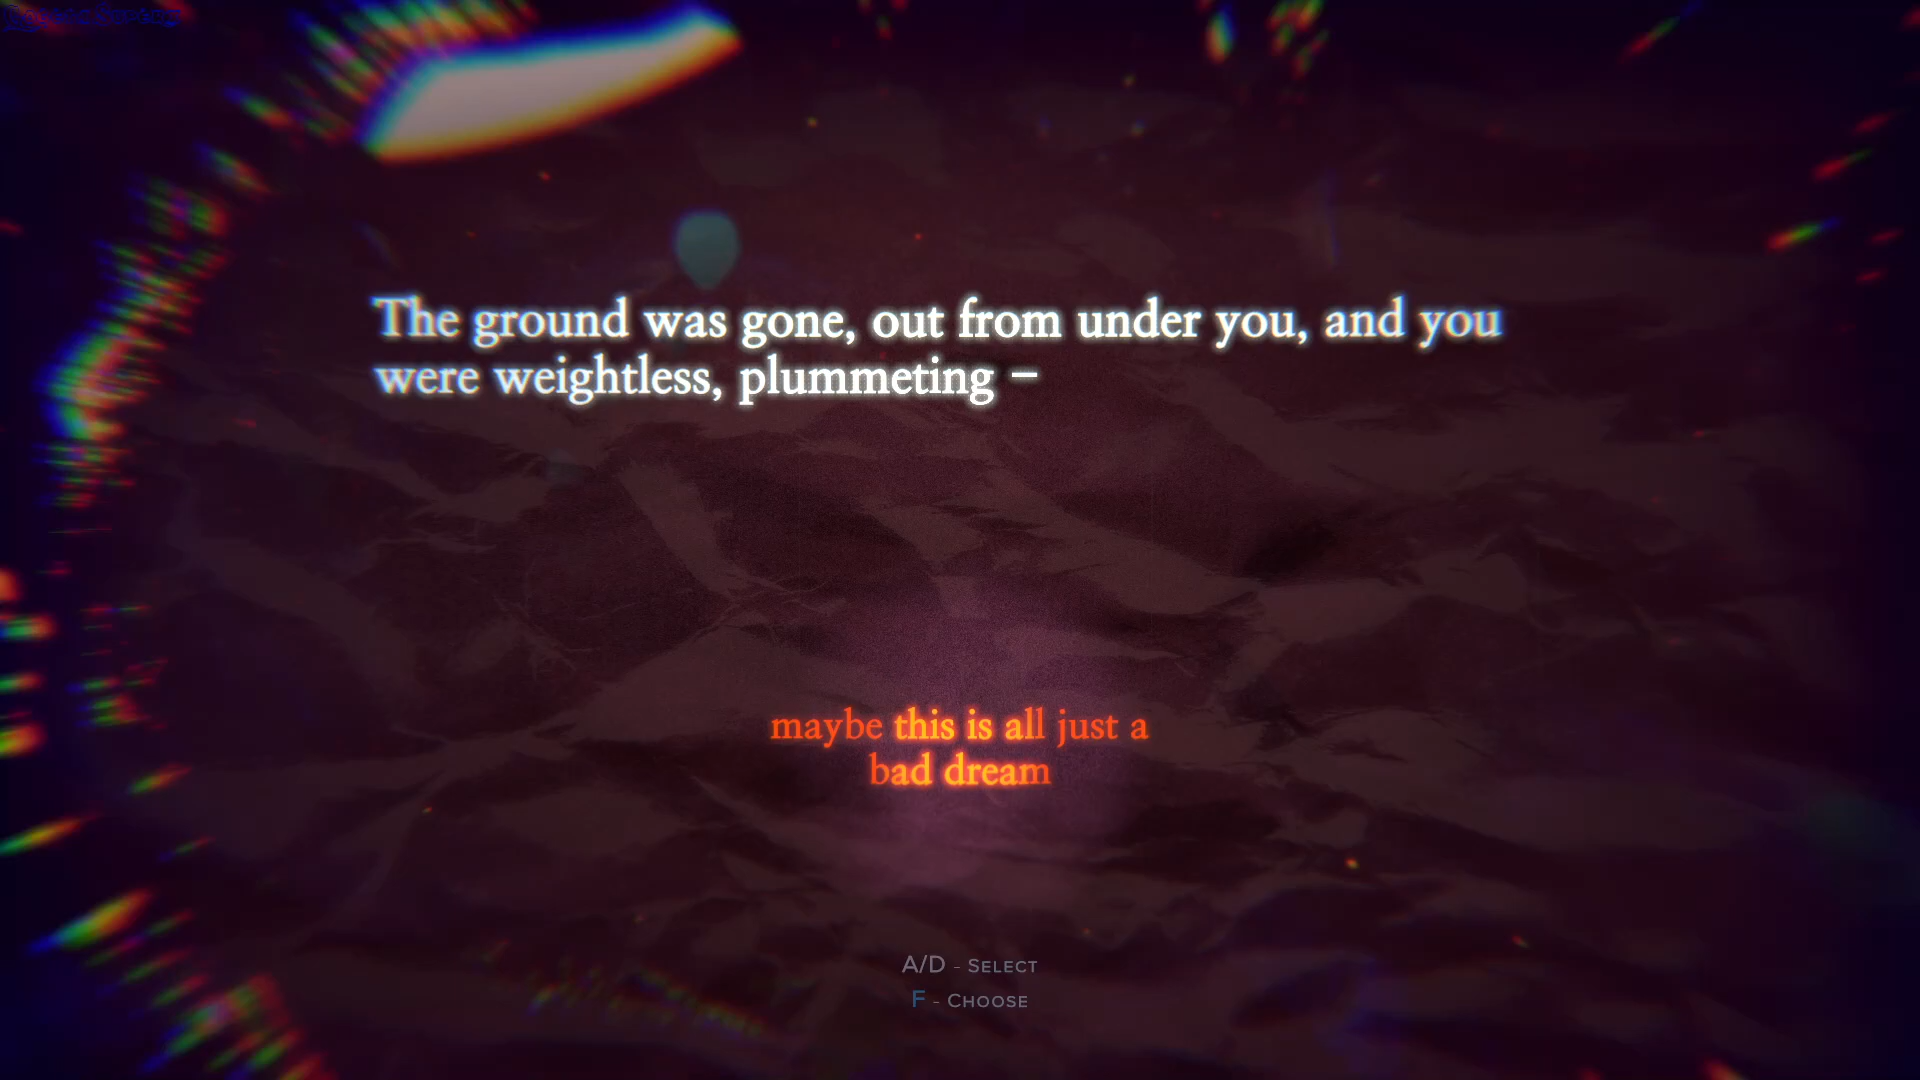 The ground was gone, out from under you, and you
were weightless, plummeting –
maybe this is all just a
bad dream
A/D - Select
F - Choose